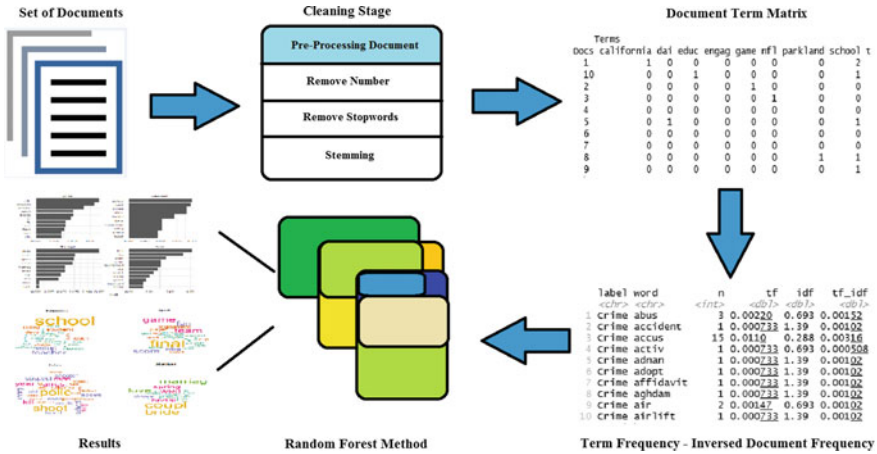 Set of Documents
Cleaning Stage
Pre-Processing Document
Remove Number
Remove Stopwords
Stemming
Document Term Matrix
Terms
Docs california dai educ engag game nfl parkland school t
1 1 0 0 0 0 0 0 2
10 0 0 1 0 0 0 0 1
2 0 0 0 0 1 0 0 0
3 0 0 0 0 0 1 0 0
4 0 0 0 0 0 0 0 0
5 0 1 0 0 0 0 0 1
6 0 0 0 0 0 0 0 0
7 0 0 0 0 0 0 0 0
8 0 0 0 0 0 0 1 1
9 0 0 0 0 0 0 0 1
label word n tf idf tf_idf
<chr> <chr> <int> <dbl> <dbl> <dbl>
1 Crime abus 3 0.00220 0.693 0.00152
2 Crime accident 1 0.000733 1.39 0.00102
3 Crime accus 15 0.0110 0.288 0.00316
4 Crime activ 1 0.000733 0.693 0.000508
5 Crime adnan 1 0.000733 1.39 0.00102
6 Crime adopt 1 0.000733 1.39 0.00102
7 Crime affidavit 1 0.000733 1.39 0.00102
8 Crime aghdam 1 0.000733 1.39 0.00102
9 Crime air 2 0.00147 0.693 0.00102
10 Crime airlift 1 0.000733 1.39 0.00102
Term Frequency - Inversed Document Frequency
Random Forest Method
school
game
team
final
polic
shoot
marriag
love
coupl
bride
Results